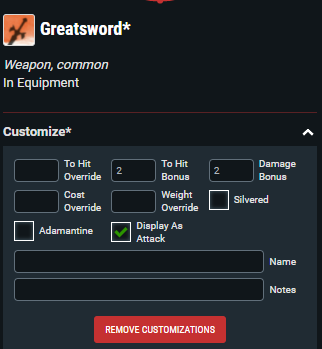 Greatsword*
Weapon, common
In Equipment
Customize*
To Hit Override
2 To Hit Bonus
2 Damage Bonus
Cost Override
Weight Override
Silvered
Adamantine
Display As Attack
Name
Notes
REMOVE CUSTOMIZATIONS